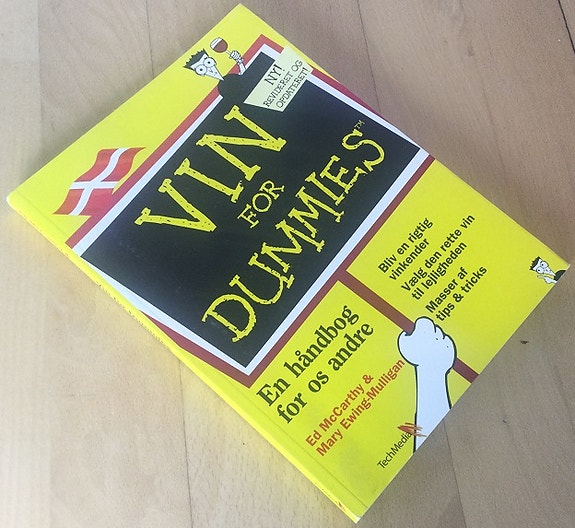 NY!
REVIDERET OG
OPDATERET!
VIN
FOR
DUMMIES™
Bliv en rigtig
vinkender
Vælg den rette vin
til lejligheden
Masser af
tips & tricks
En håndbog
for os andre
Ed McCarthy &
Mary Ewing-Mulligan
TechMedia